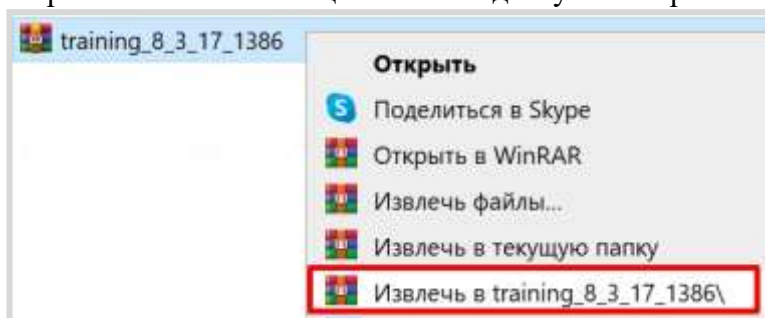 training_8_3_17_1386
Открыть
Поделиться в Skype
Открыть в WinRAR
Извлечь файлы...
Извлечь в текущую папку
Извлечь в training_8_3_17_1386\